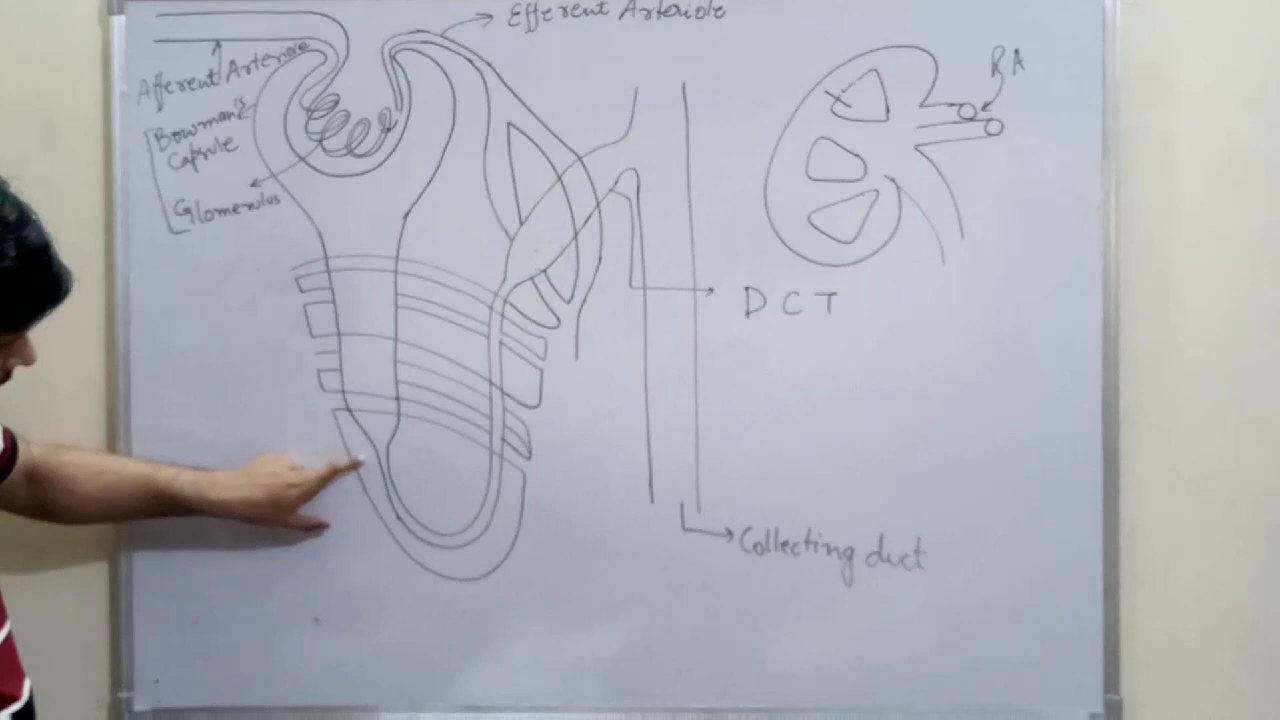 Efferent Arteriole
Afferent Arteriole
Bowman's
Capsule
Glomerulus
RA
DCT
Collecting duct